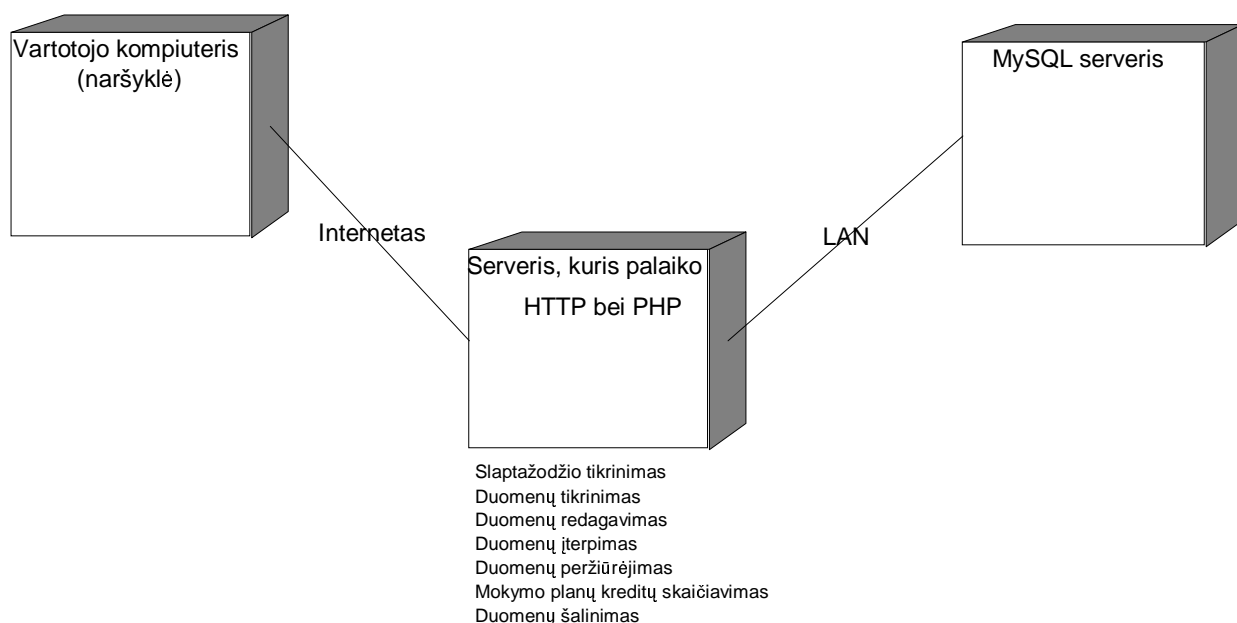 Vartotojo kompiuteris
(naršyklė)
MySQL serveris
Internetas
LAN
Serveris, kuris palaiko
HTTP bei PHP
Slaptažodžio tikrinimas
Duomenų tikrinimas
Duomenų redagavimas
Duomenų įterpimas
Duomenų peržiūrėjimas
Mokymo planų kreditų skaičiavimas
Duomenų šalinimas